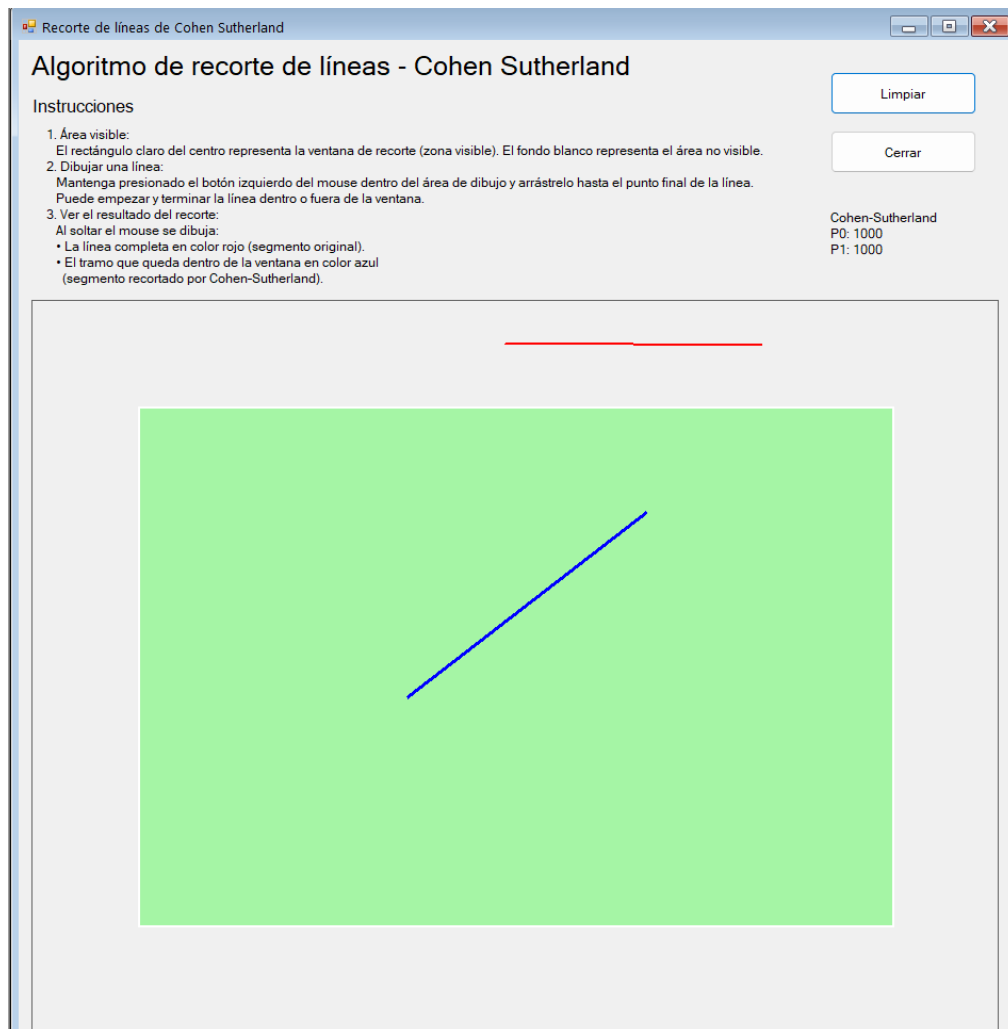 Recorte de líneas de Cohen Sutherland
Algoritmo de recorte de líneas - Cohen Sutherland
Limpiar
Instrucciones
1. Área visible:
El rectángulo claro del centro representa la ventana de recorte (zona visible). El fondo blanco representa el área no visible.
Cerrar
2. Dibujar una línea:
Mantenga presionado el botón izquierdo del mouse dentro del área de dibujo y arrástrelo hasta el punto final de la línea.
Puede empezar y terminar la línea dentro o fuera de la ventana.
3. Ver el resultado del recorte:
Al soltar el mouse se dibuja:
• La línea completa en color rojo (segmento original).
• El tramo que queda dentro de la ventana en color azul
(segmento recortado por Cohen-Sutherland).
Cohen-Sutherland
P0: 1000
P1: 1000